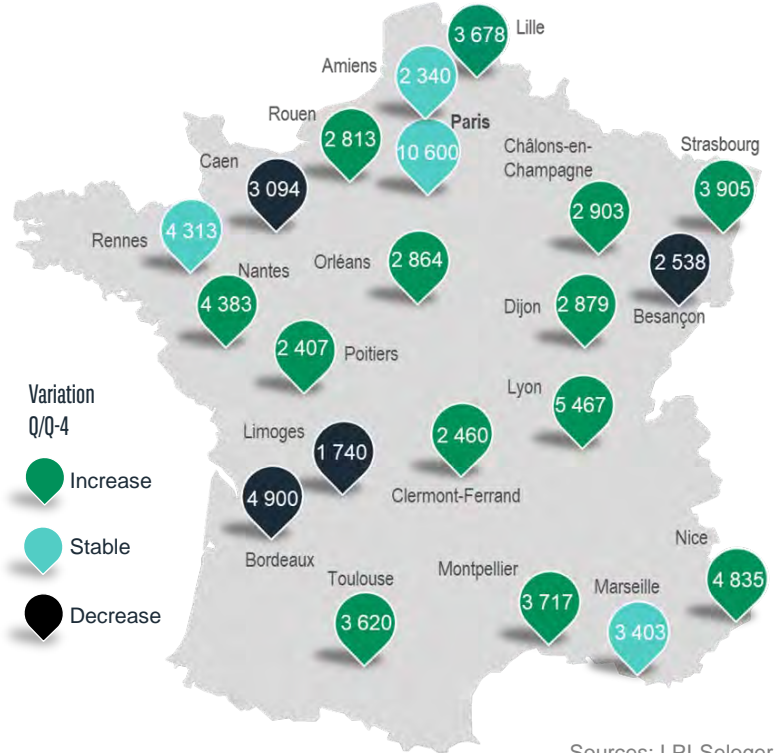 3 678
Lille
Amiens
2 340
Rouen
2 813
Paris
10 600
Châlons-en-
Champagne
2 903
Strasbourg
3 905
Caen
3 094
Rennes
4 313
Nantes
4 383
Orléans
2 864
Dijon
2 879
2 538
Besançon
2 407
Poitiers
Lyon
5 467
Variation
Q/Q-4
Increase
Stable
Decrease
Limoges
1 740
2 460
Clermont-Ferrand
4 900
Bordeaux
Toulouse
3 620
Montpellier
3 717
Marseille
3 403
Nice
4 835